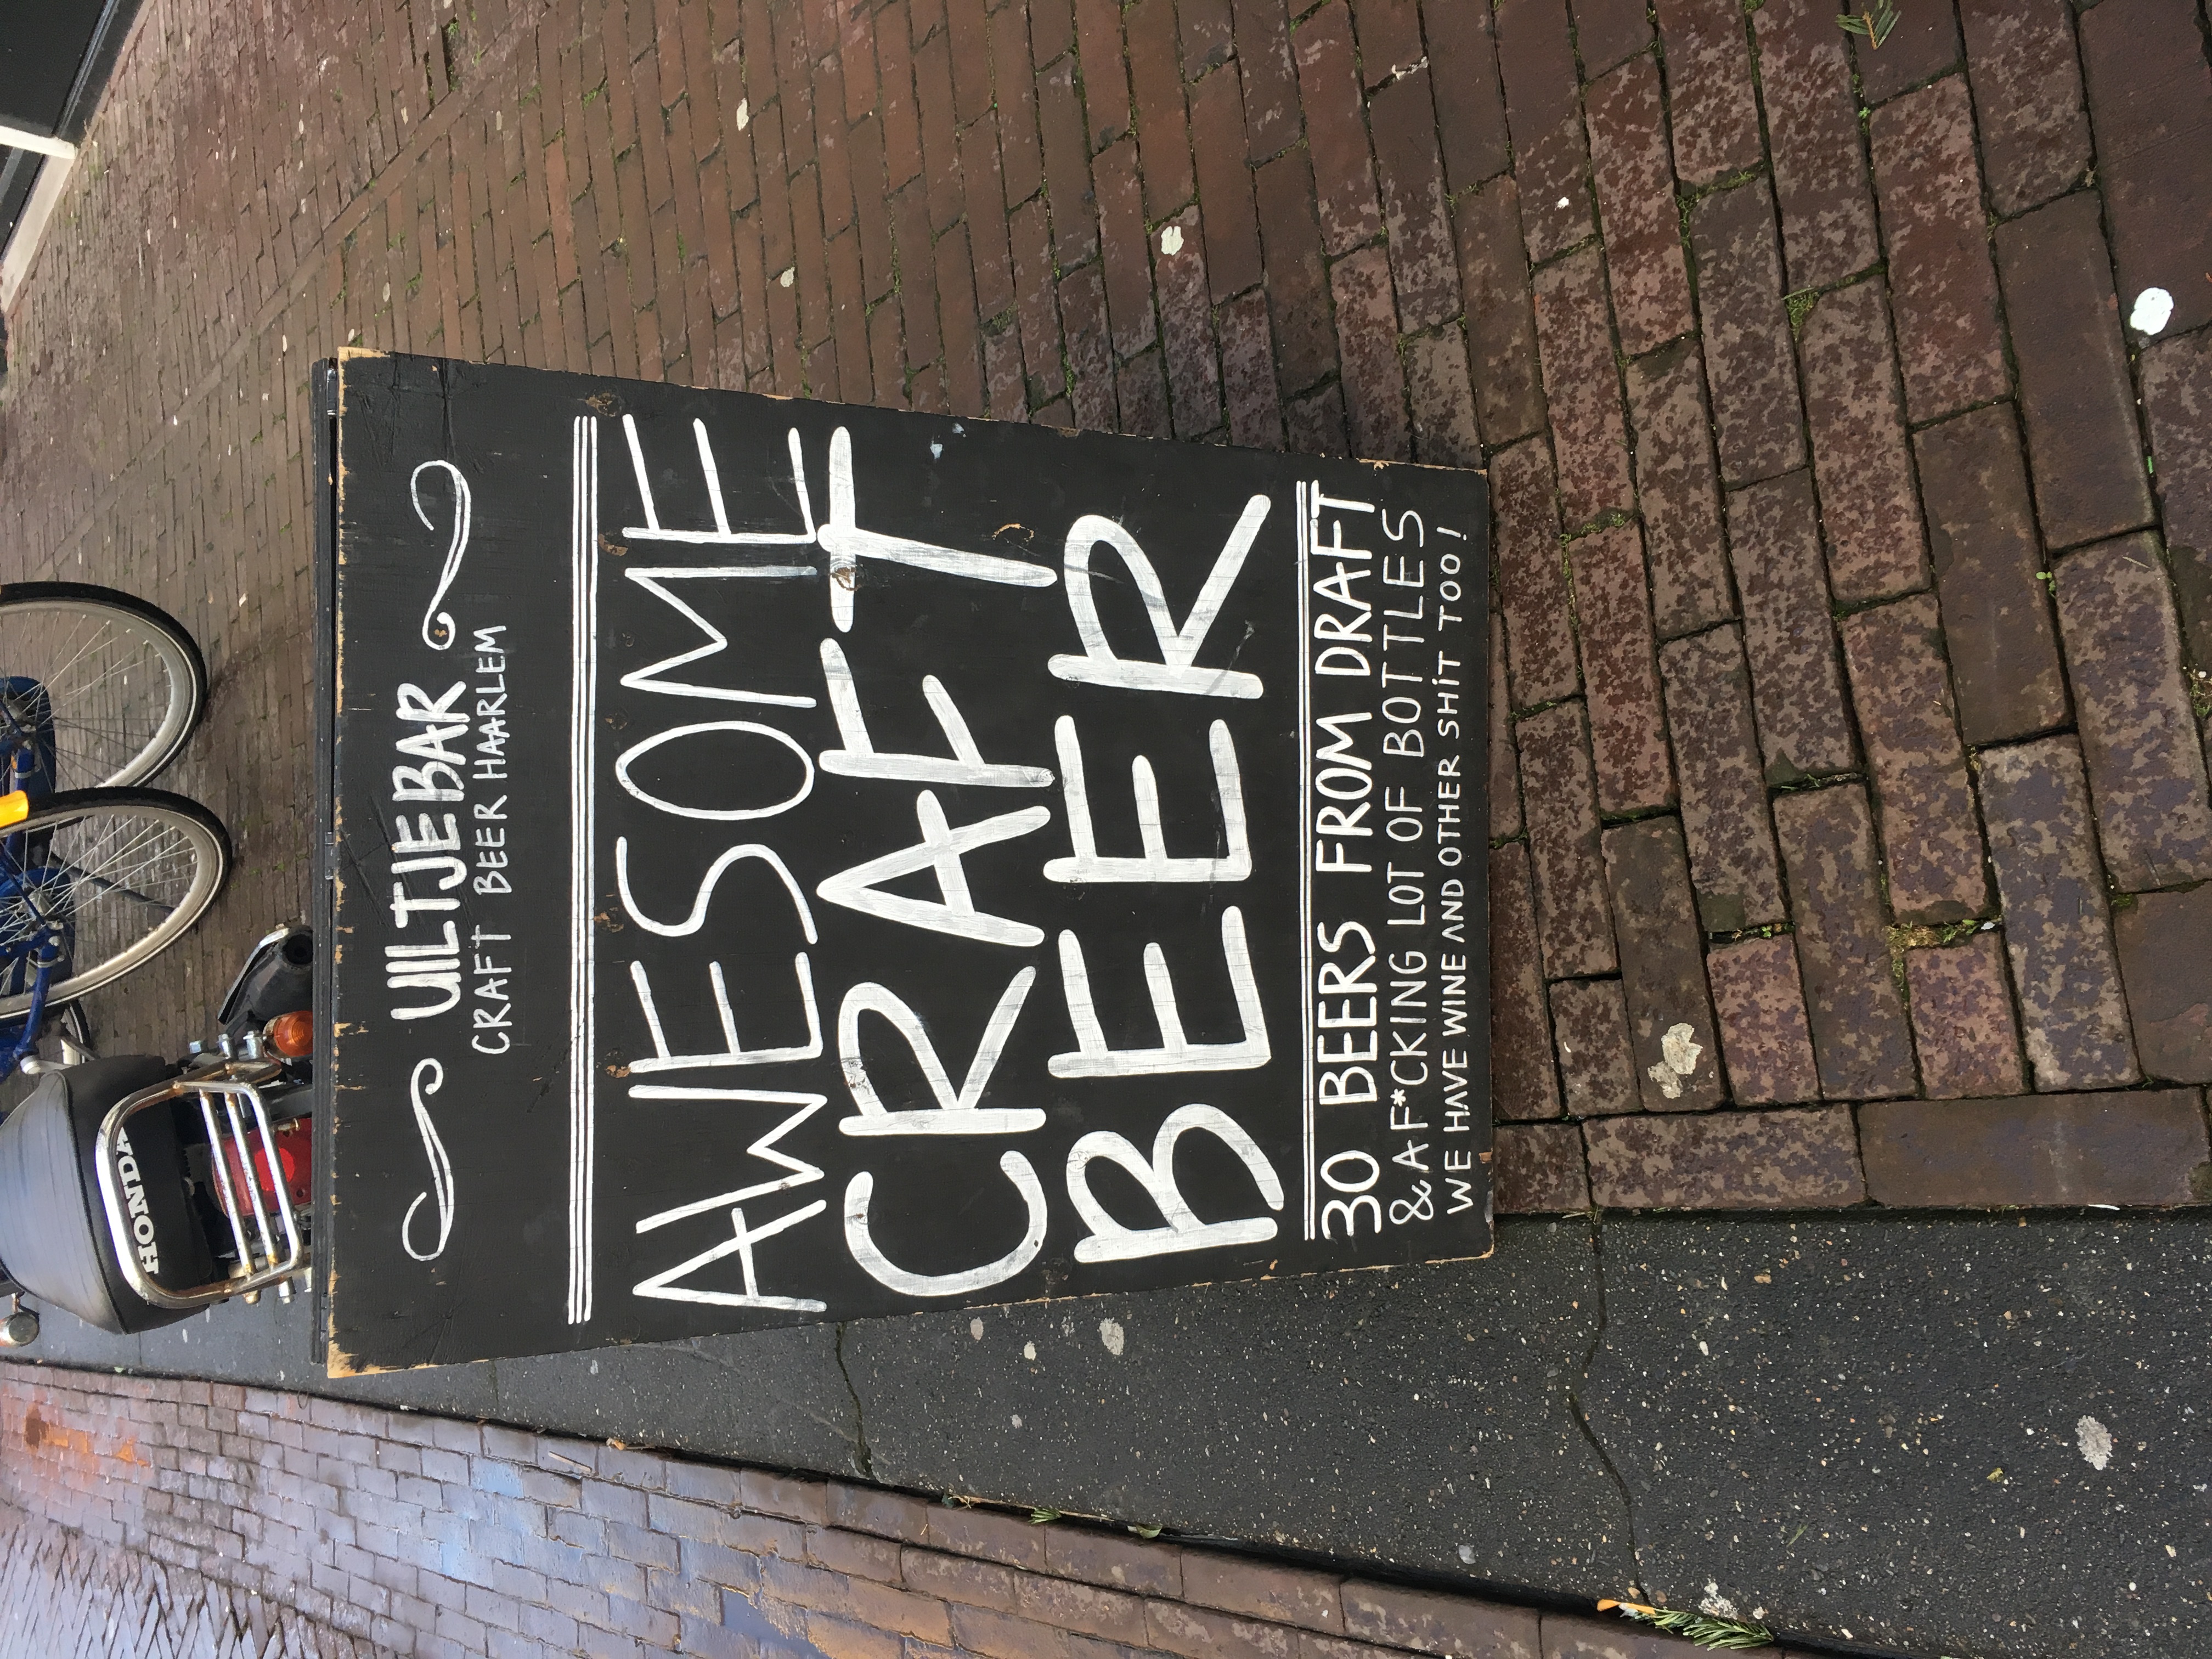 HONDA
UILTJEBAR
CRAFT BEER HAARLEM
AWESOME
CRAFT
BEER
30 BEERS FROM DRAFT
& A F*CKING LOT OF BOTTLES
WE HAVE WINE AND OTHER SHIT TOO!